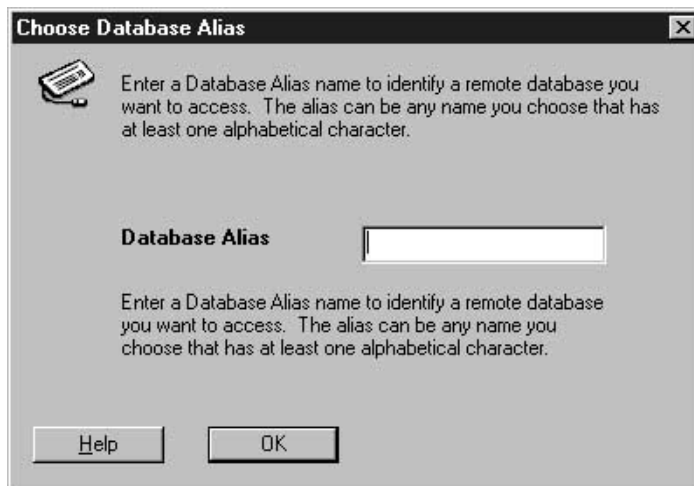 Choose Database Alias
Enter a Database Alias name to identify a remote database you
want to access. The alias can be any name you choose that has
at least one alphabetical character.
Database Alias
Enter a Database Alias name to identify a remote database
you want to access. The alias can be any name you
choose that has at least one alphabetical character.
Help OK